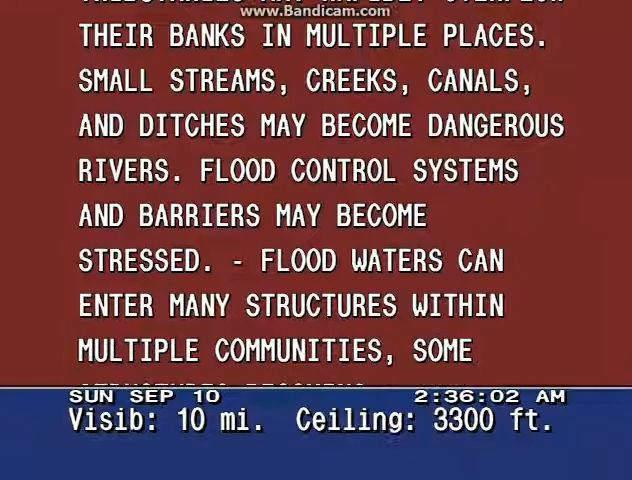 www.Bandicam.com
THEIR BANKS IN MULTIPLE PLACES.
SMALL STREAMS, CREEKS, CANALS,
AND DITCHES MAY BECOME DANGEROUS
RIVERS. FLOOD CONTROL SYSTEMS
AND BARRIERS MAY BECOME
STRESSED. - FLOOD WATERS CAN
ENTER MANY STRUCTURES WITHIN
MULTIPLE COMMUNITIES, SOME
SUN SEP 10 2:36:02 AM
Visib: 10 mi. Ceiling: 3300 ft.